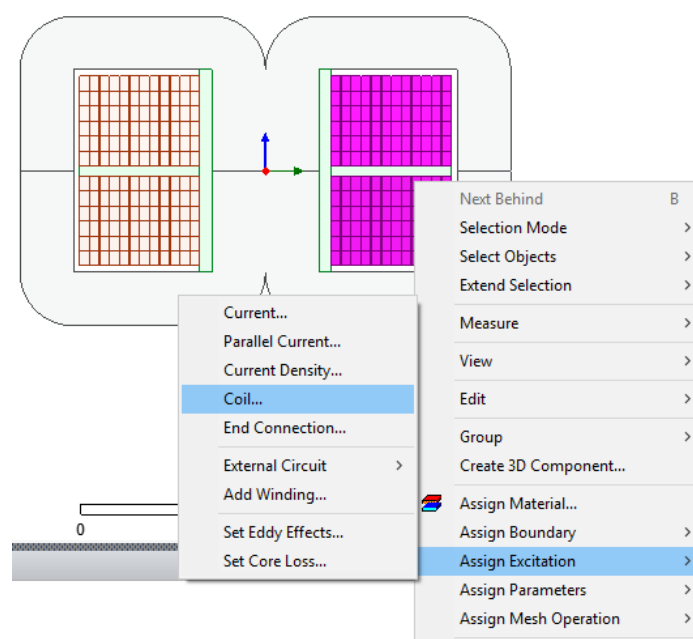 Next Behind B
Selection Mode >
Select Objects >
Extend Selection >
Measure >
View >
Edit >
Group >
Create 3D Component...
Assign Material...
Assign Boundary >
Assign Excitation >
Assign Parameters >
Assign Mesh Operation >
Current...
Parallel Current...
Current Density...
Coil...
End Connection...
External Circuit >
Add Winding...
Set Eddy Effects...
Set Core Loss...
0